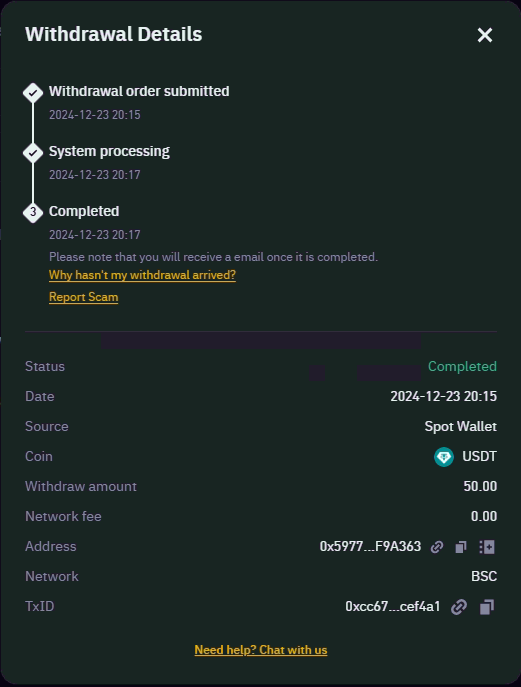 Withdrawal Details
Withdrawal order submitted
2024-12-23 20:15
System processing
2024-12-23 20:17
3 Completed
2024-12-23 20:17
Please note that you will receive a email once it is completed.
Why hasn't my withdrawal arrived?
Report Scam
Status Completed
Date 2024-12-23 20:15
Source Spot Wallet
Coin USDT
Withdraw amount 50.00
Network fee 0.00
Address 0x5977...F9A363
Network BSC
TxID 0xcc67...cef4a1
Need help? Chat with us